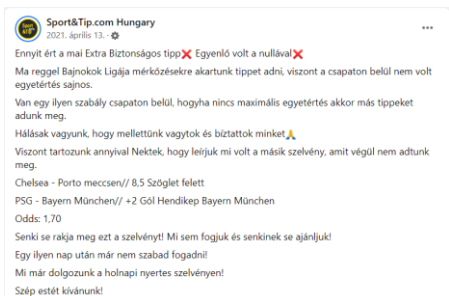 Sport&Tip.com Hungary
2021. április 13. ·
Ennyit ért a mai Extra Biztonságos tipp❌ Egyenlő volt a nullával❌
Ma reggel Bajnokok Ligája mérkőzésekre akartunk tippet adni, viszont a csapaton belül nem volt
egyetértés sajnos.
Van egy ilyen szabály csapaton belül, hogyha nincs maximális egyetértés akkor más tippeket
adunk meg.
Hálásak vagyunk, hogy mellettünk vagytok és bíztattok minket🙏
Viszont tartozunk annyival Nektek, hogy leírjuk mi volt a másik szelvény, amit végül nem adtunk
meg.
Chelsea - Porto meccsen// 8,5 Szöglet felett
PSG - Bayern München// +2 Gól Hendikep Bayern München
Odds: 1,70
Senki se rakja meg ezt a szelvényt! Mi sem fogjuk és senkinek se ajánljuk!
Egy ilyen nap után már nem szabad fogadni!
Mi már dolgozunk a holnapi nyertes szelvényen!
Szép estét kívánunk!